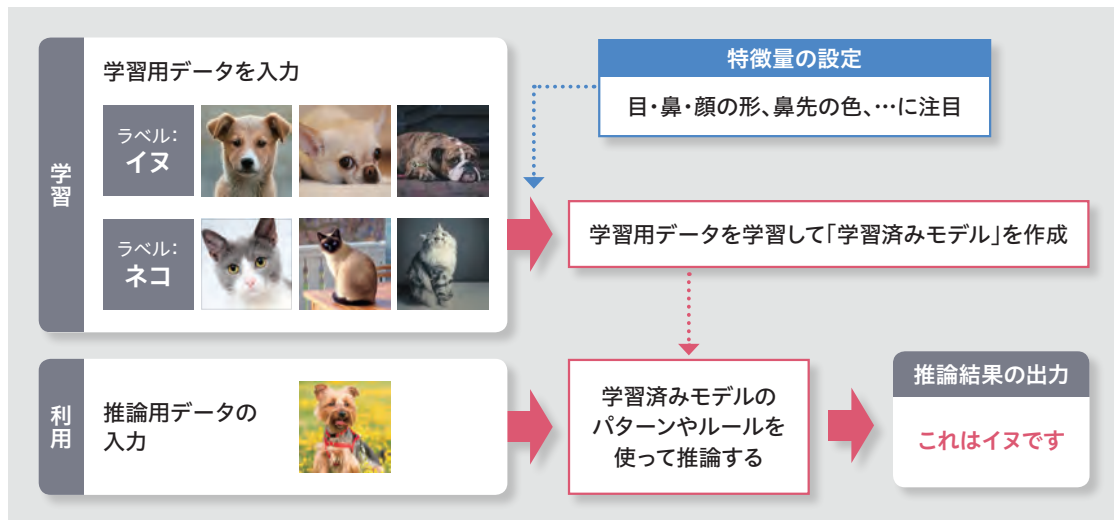 学習
学習用データを入力
ラベル：
イヌ
ラベル：
ネコ
特徴量の設定
目・鼻・顔の形、鼻先の色、…に注目
学習用データを学習して「学習済みモデル」を作成
利用
推論用データの
入力
学習済みモデルの
パターンやルールを
使って推論する
推論結果の出力
これはイヌです